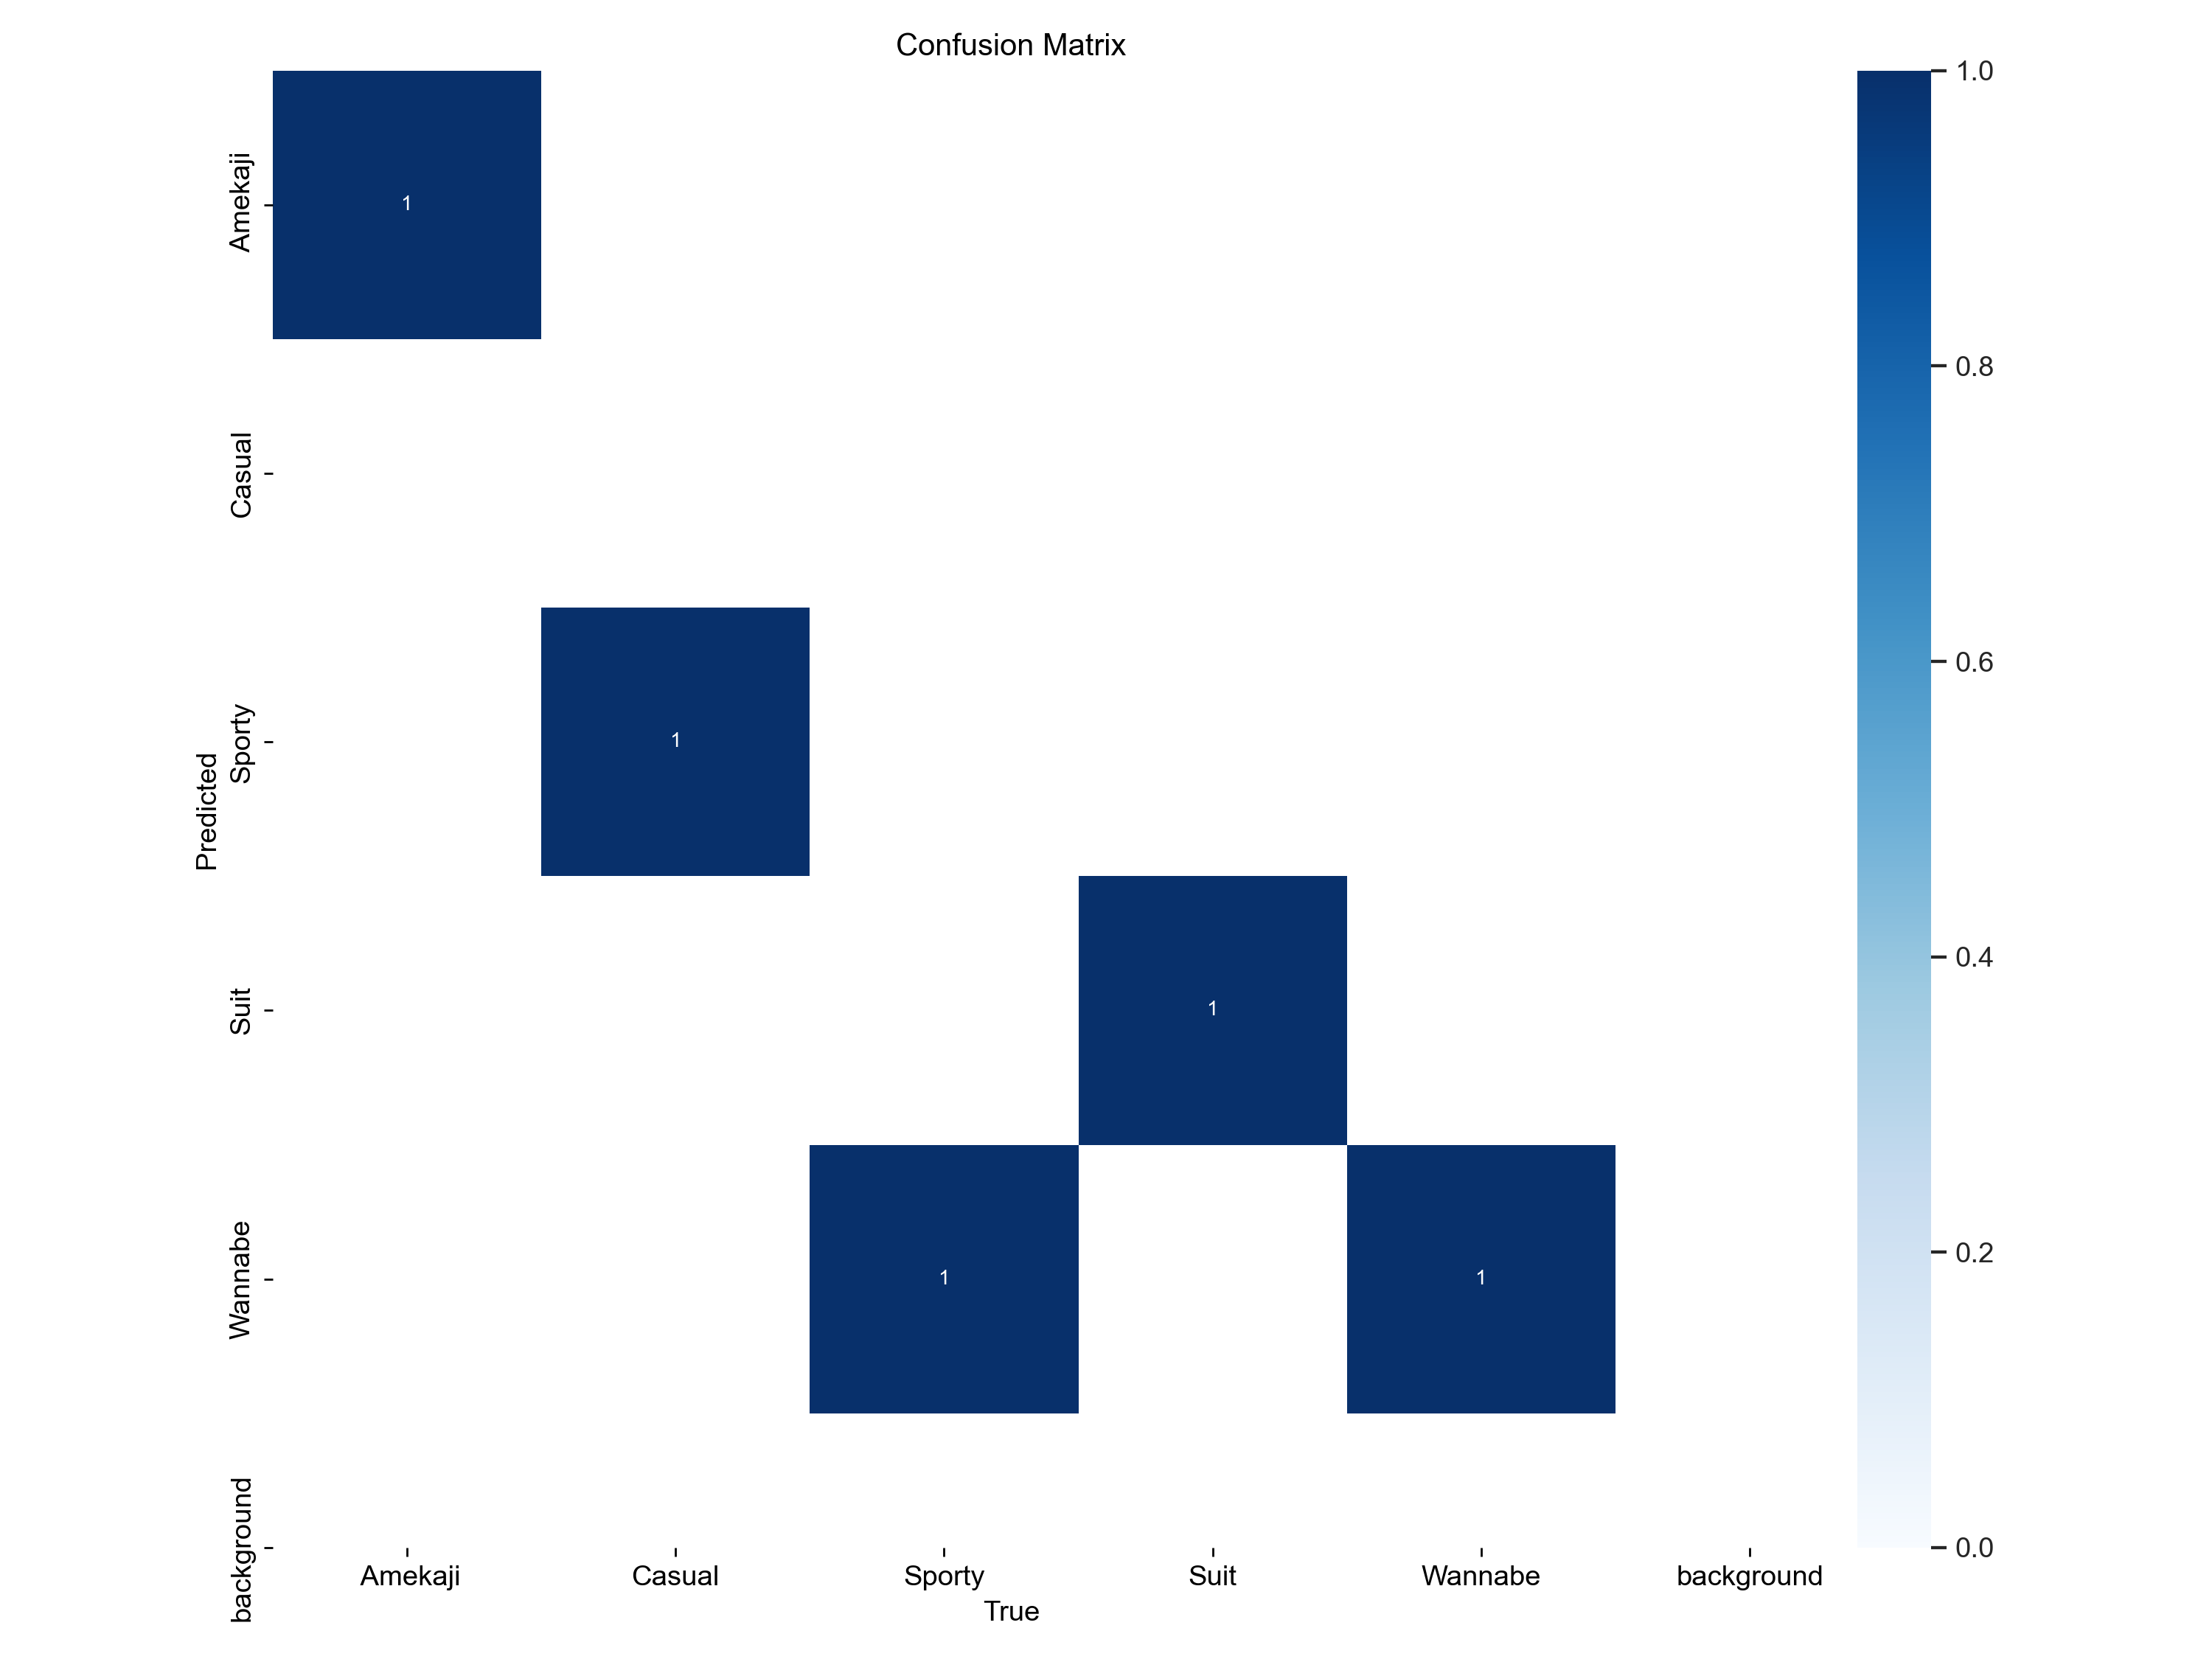 Confusion Matrix
Predicted
Amekaji
Casual
Sporty
Suit
Wannabe
background
1
1
1
1
1
Amekaji
Casual
Sporty
Suit
Wannabe
background
True
1.0
0.8
0.6
0.4
0.2
0.0